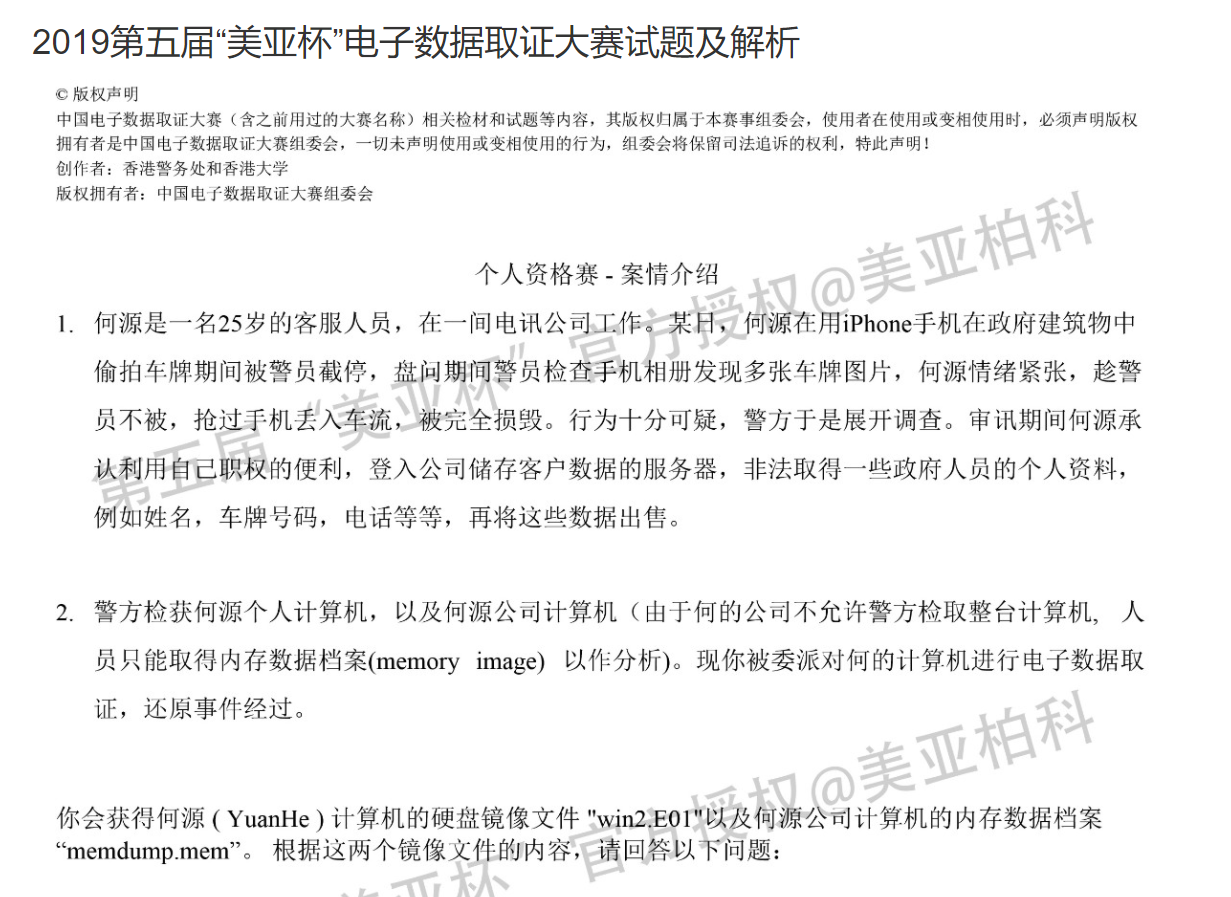 2019第五届“美亚杯”电子数据取证大赛试题及解析
© 版权声明
中国电子数据取证大赛（含之前用过的大赛名称）相关检材和试题等内容，其版权归属于本赛事组委会，使用者在使用或变相使用时，必须声明版权
拥有者是中国电子数据取证大赛组委会，一切未声明使用或变相使用的行为，组委会将保留司法追诉的权利，特此声明！
创作者：香港警务处和香港大学
版权拥有者：中国电子数据取证大赛组委会
个人资格赛 - 案情介绍
1. 何源是一名25岁的客服人员，在一间电讯公司工作。某日，何源在用iPhone手机在政府建筑物中
偷拍车牌期间被警员截停，盘问期间警员检查手机相册发现多张车牌图片，何源情绪紧张，趁警
员不被，抢过手机丢入车流，被完全损毁。行为十分可疑，警方于是展开调查。审讯期间何源承
认利用自己职权的便利，登入公司储存客户数据的服务器，非法取得一些政府人员的个人资料，
例如姓名，车牌号码，电话等等，再将这些数据出售。
2. 警方检获何源个人计算机，以及何源公司计算机（由于何的公司不允许警方检取整台计算机, 人
员只能取得内存数据档案(memory image) 以作分析)。现你被委派对何的计算机进行电子数据取
证，还原事件经过。
你会获得何源 ( YuanHe ) 计算机的硬盘镜像文件 "win2.E01"以及何源公司计算机的内存数据档案
“memdump.mem”。 根据这两个镜像文件的内容，请回答以下问题：
第五届“美亚杯”官方授权@美亚柏科
美亚杯”官方授权@美亚柏科